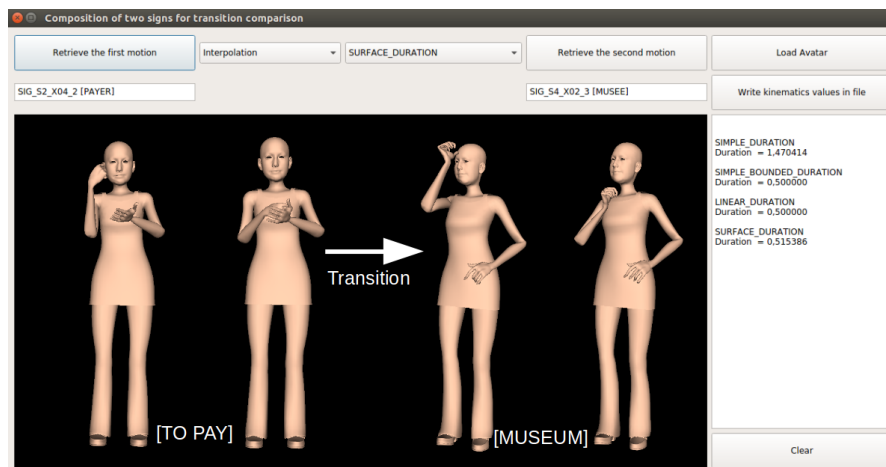 Composition of two signs for transition comparison
Retrieve the first motion
Interpolation
SURFACE_DURATION
Retrieve the second motion
Load Avatar
SIG_S2_X04_2 [PAYER]
SIG_S4_X02_3 [MUSEE]
Write kinematics values in file
SIMPLE_DURATION
Duration = 1,470414
SIMPLE_BOUNDED_DURATION
Duration = 0,500000
LINEAR_DURATION
Duration = 0,500000
SURFACE_DURATION
Duration = 0,515386
Transition
[TO PAY]
[MUSEUM]
Clear